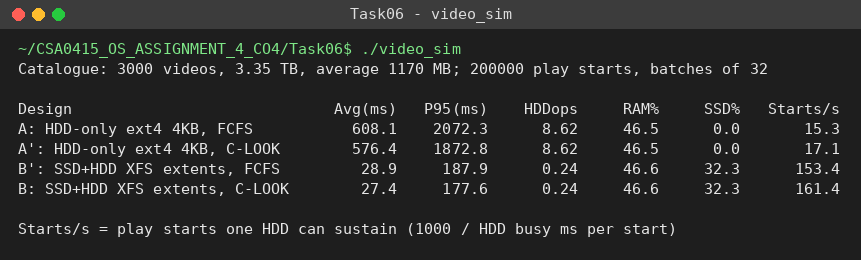 Task06 - video_sim
~/CSA0415_OS_ASSIGNMENT_4_CO4/Task06$ ./video_sim
Catalogue: 3000 videos, 3.35 TB, average 1170 MB; 200000 play starts, batches of 32
Design Avg(ms) P95(ms) HDDops RAM% SSD% Starts/s
A: HDD-only ext4 4KB, FCFS 608.1 2072.3 8.62 46.5 0.0 15.3
A': HDD-only ext4 4KB, C-LOOK 576.4 1872.8 8.62 46.5 0.0 17.1
B': SSD+HDD XFS extents, FCFS 28.9 187.9 0.24 46.6 32.3 153.4
B: SSD+HDD XFS extents, C-LOOK 27.4 177.6 0.24 46.6 32.3 161.4
Starts/s = play starts one HDD can sustain (1000 / HDD busy ms per start)